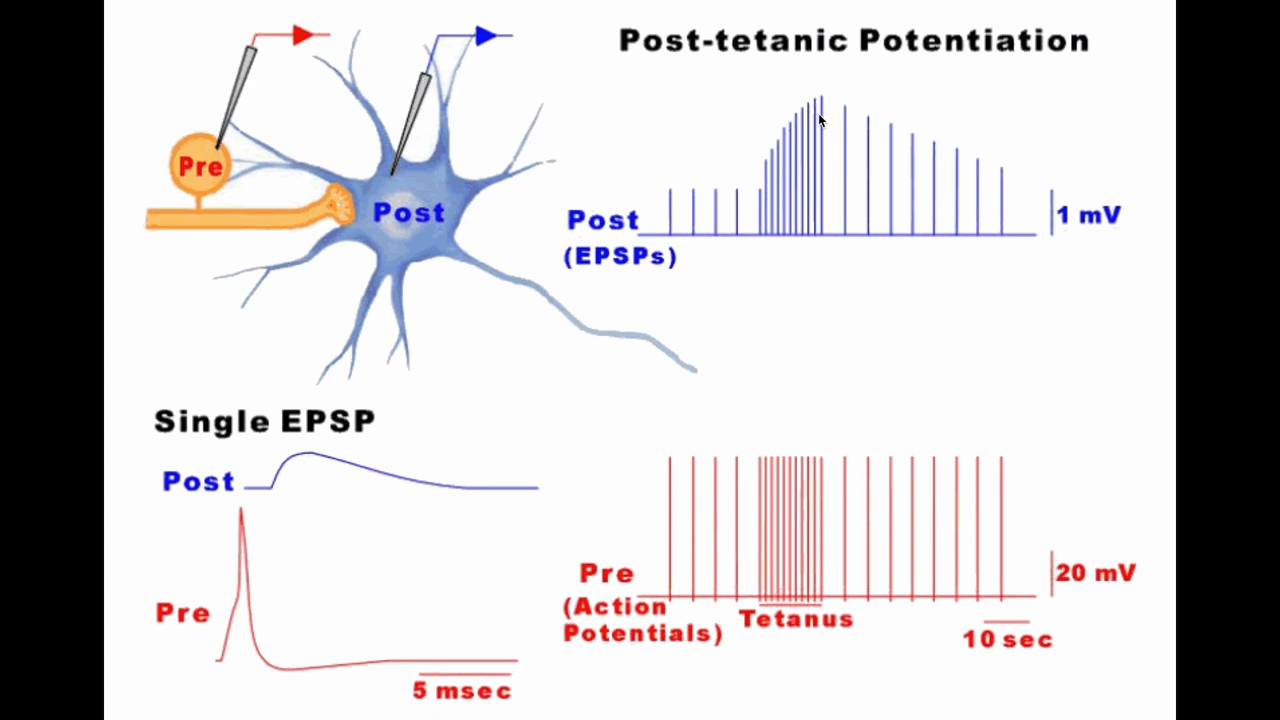 Post-tetanic Potentiation
Pre
Post
Post
(EPSPs)
1 mV
Single EPSP
Post
Pre
5 msec
Pre
(Action
Potentials)
Tetanus
20 mV
10 sec